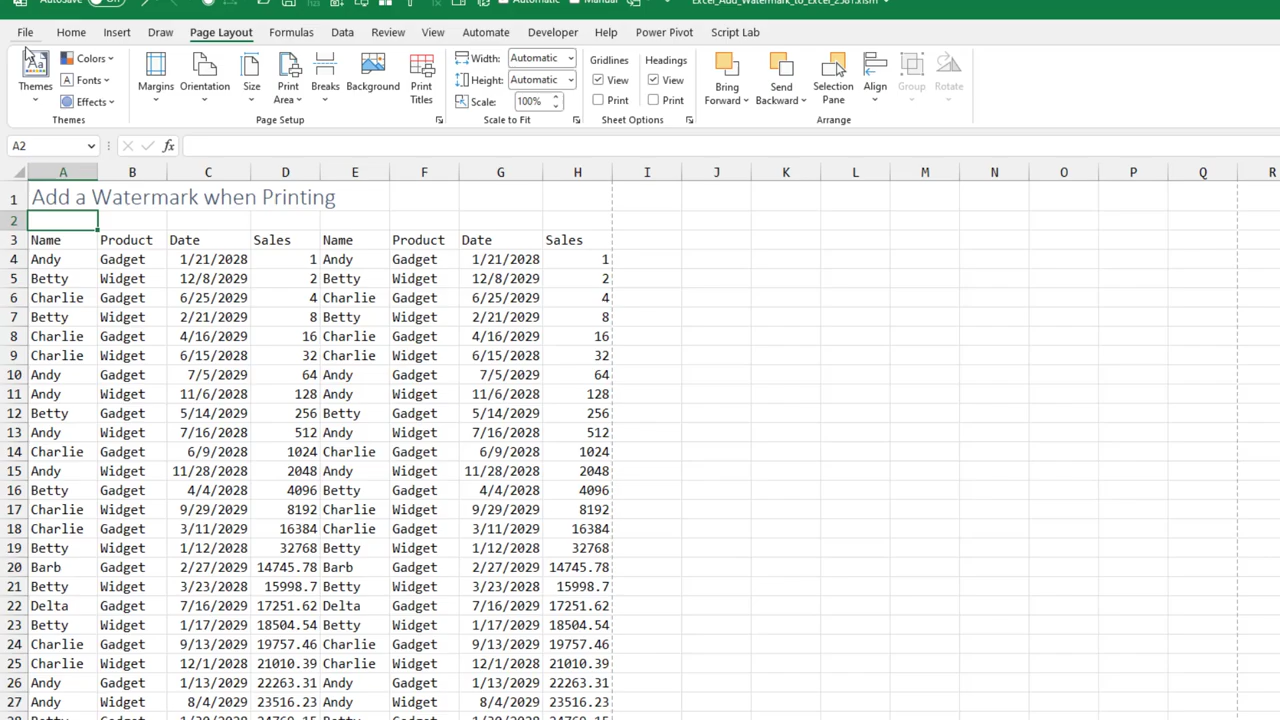 AutoSave Off Automatic Manual Excel_Add_Watermark_to_Excel_2581.xlsm
File Home Insert Draw Page Layout Formulas Data Review View Automate Developer Help Power Pivot Script Lab
Themes Colors Fonts Effects Margins Orientation Size Print Area Breaks Background Print Titles Width: Automatic Height: Automatic Scale: 100% Gridlines View Print Headings View Print Bring Forward Send Backward Selection Pane Align Group Rotate
Themes Page Setup Scale to Fit Sheet Options Arrange
A2 fx
A B C D E F G H I J K L M N O P Q R
1 Add a Watermark when Printing
2
3 Name Product Date Sales Name Product Date Sales
4 Andy Gadget 1/21/2028 1 Andy Gadget 1/21/2028 1
5 Betty Widget 12/8/2029 2 Betty Widget 12/8/2029 2
6 Charlie Gadget 6/25/2029 4 Charlie Gadget 6/25/2029 4
7 Betty Widget 2/21/2029 8 Betty Widget 2/21/2029 8
8 Charlie Gadget 4/16/2029 16 Charlie Gadget 4/16/2029 16
9 Charlie Widget 6/15/2029 32 Charlie Widget 6/15/2029 32
10 Andy Gadget 7/5/2029 64 Andy Gadget 7/5/2029 64
11 Andy Widget 11/6/2028 128 Andy Widget 11/6/2028 128
12 Betty Gadget 5/14/2029 256 Betty Gadget 5/14/2029 256
13 Andy Widget 7/16/2028 512 Andy Widget 7/16/2028 512
14 Charlie Gadget 6/9/2028 1024 Charlie Gadget 6/9/2028 1024
15 Andy Widget 11/28/2028 2048 Andy Widget 11/28/2028 2048
16 Betty Gadget 4/4/2028 4096 Betty Gadget 4/4/2028 4096
17 Charlie Widget 9/29/2028 8192 Charlie Widget 9/29/2028 8192
18 Charlie Gadget 3/11/2029 16384 Charlie Gadget 3/11/2029 16384
19 Betty Widget 1/12/2028 32768 Betty Widget 1/12/2028 32768
20 Barb Gadget 2/27/2029 14745.78 Barb Gadget 2/27/2029 14745.78
21 Betty Widget 3/23/2028 15998.7 Betty Widget 3/23/2028 15998.7
22 Delta Gadget 7/16/2029 17251.62 Delta Gadget 7/16/2029 17251.62
23 Betty Widget 1/17/2028 18504.54 Betty Widget 1/17/2028 18504.54
24 Charlie Gadget 9/13/2029 19757.46 Charlie Gadget 9/13/2029 19757.46
25 Charlie Widget 12/1/2028 21010.39 Charlie Widget 12/1/2028 21010.39
26 Andy Gadget 1/13/2028 22263.31 Andy Gadget 1/13/2028 22263.31
27 Andy Widget 8/4/2029 23516.23 Andy Widget 8/4/2029 23516.23